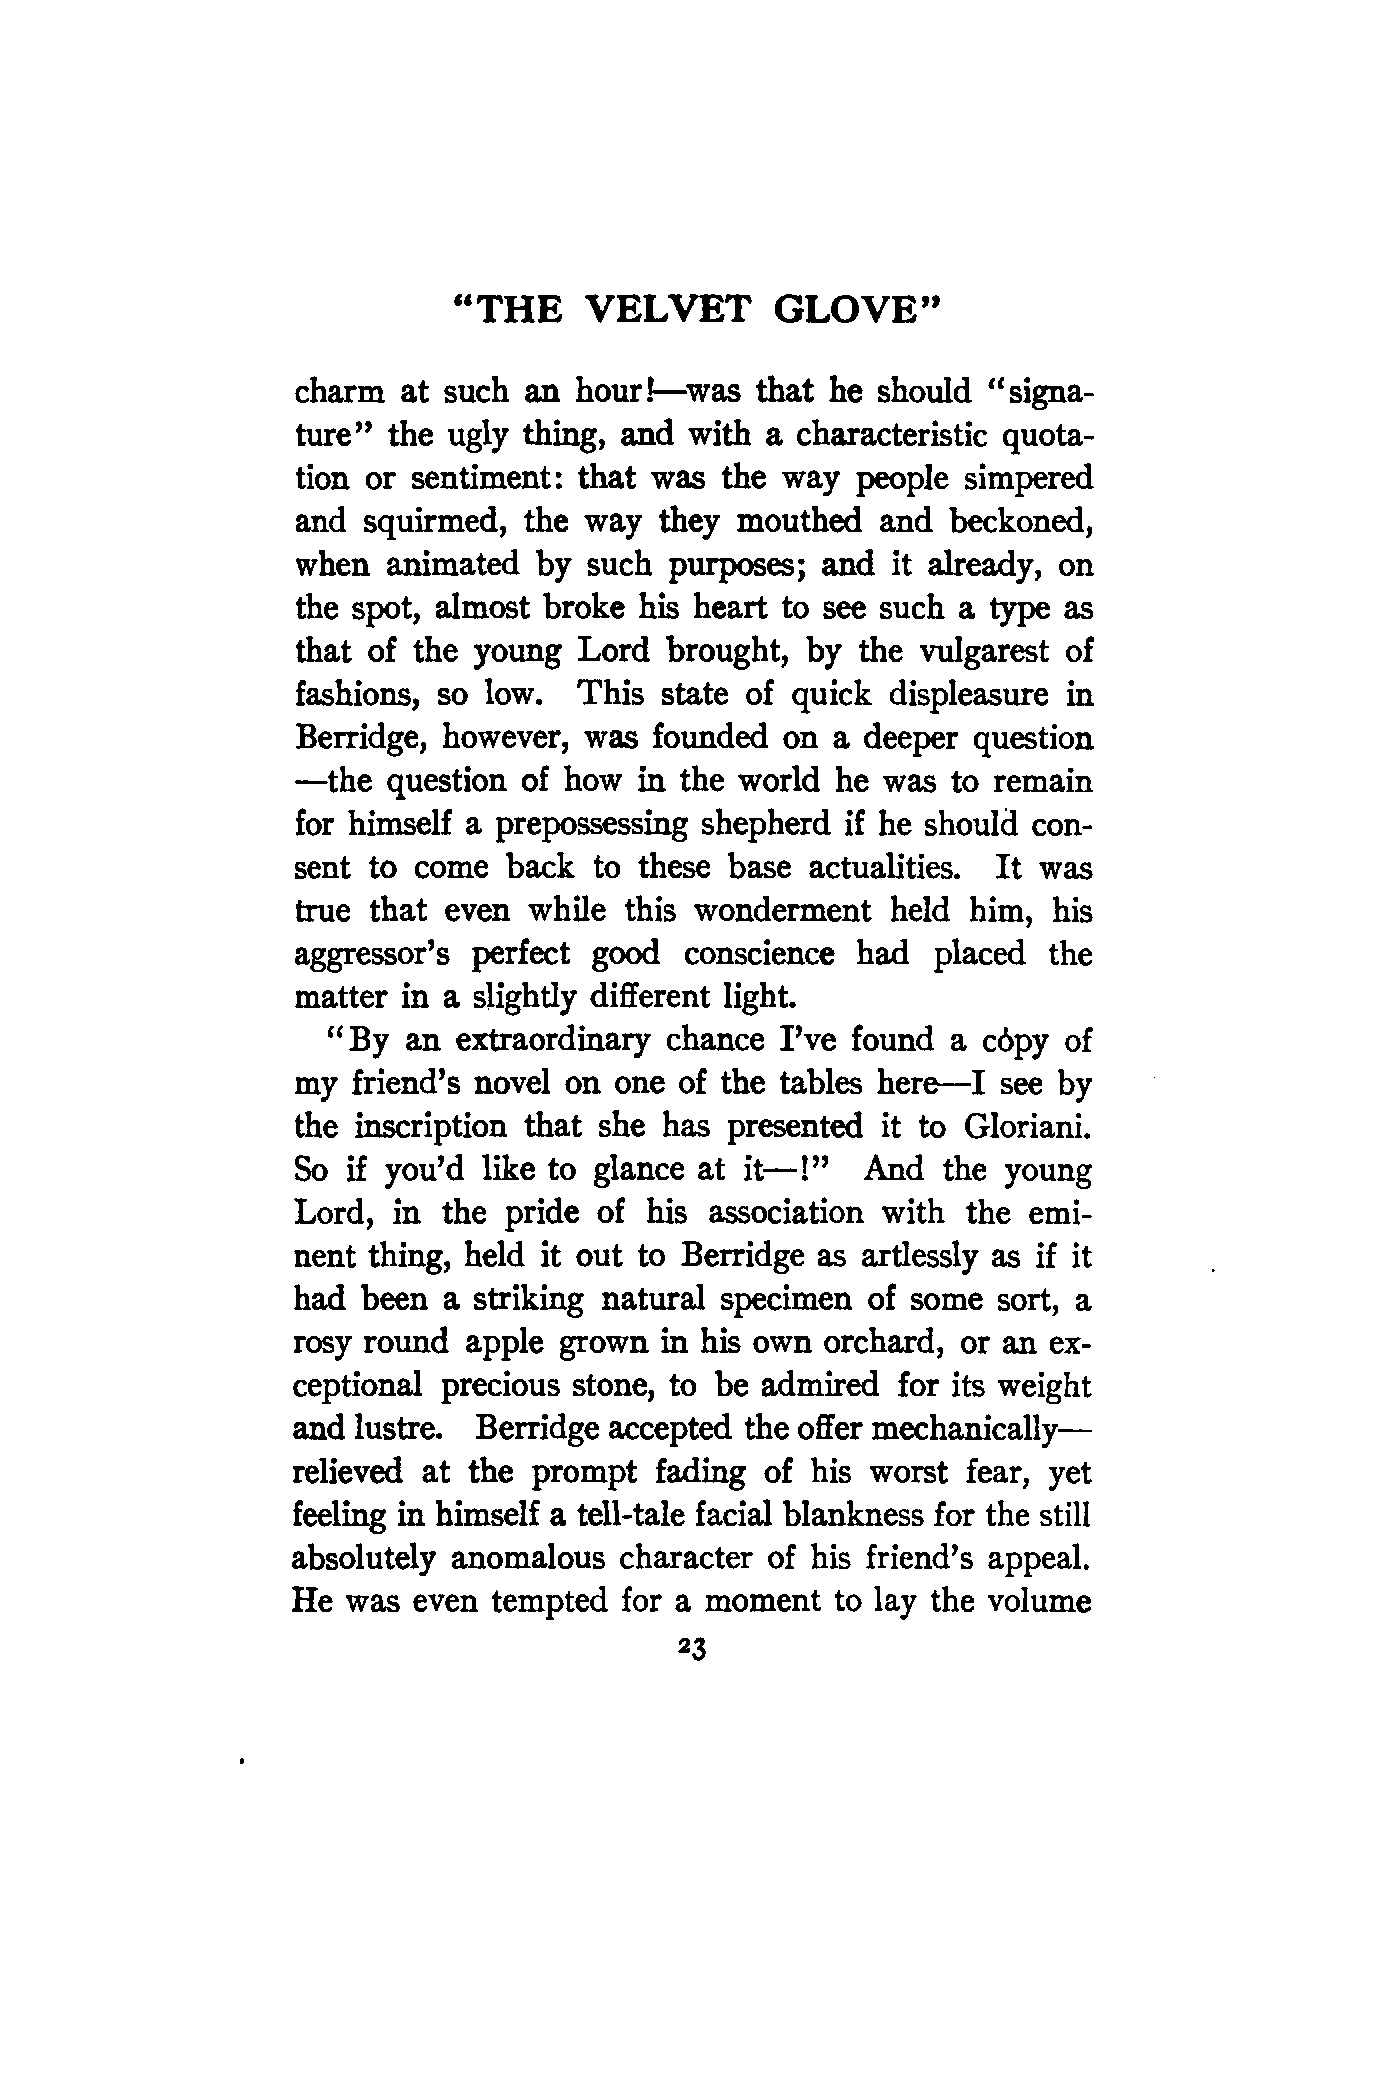 "THE VELVET GLOVE"
charm at such an hour!—was that he should "signa-
ture" the ugly thing, and with a characteristic quota-
tion or sentiment: that was the way people simpered
and squirmed, the way they mouthed and beckoned,
when animated by such purposes; and it already, on
the spot, almost broke his heart to see such a type as
that of the young Lord brought, by the vulgarest of
fashions, so low. This state of quick displeasure in
Berridge, however, was founded on a deeper question
—the question of how in the world he was to remain
for himself a prepossessing shepherd if he should con-
sent to come back to these base actualities. It was
true that even while this wonderment held him, his
aggressor's perfect good conscience had placed the
matter in a slightly different light.
"By an extraordinary chance I've found a copy of
my friend's novel on one of the tables here—I see by
the inscription that she has presented it to Gloriani.
So if you'd like to glance at it—!" And the young
Lord, in the pride of his association with the emi-
nent thing, held it out to Berridge as artlessly as if it
had been a striking natural specimen of some sort, a
rosy round apple grown in his own orchard, or an ex-
ceptional precious stone, to be admired for its weight
and lustre. Berridge accepted the offer mechanically—
relieved at the prompt fading of his worst fear, yet
feeling in himself a tell-tale facial blankness for the still
absolutely anomalous character of his friend's appeal.
He was even tempted for a moment to lay the volume
23